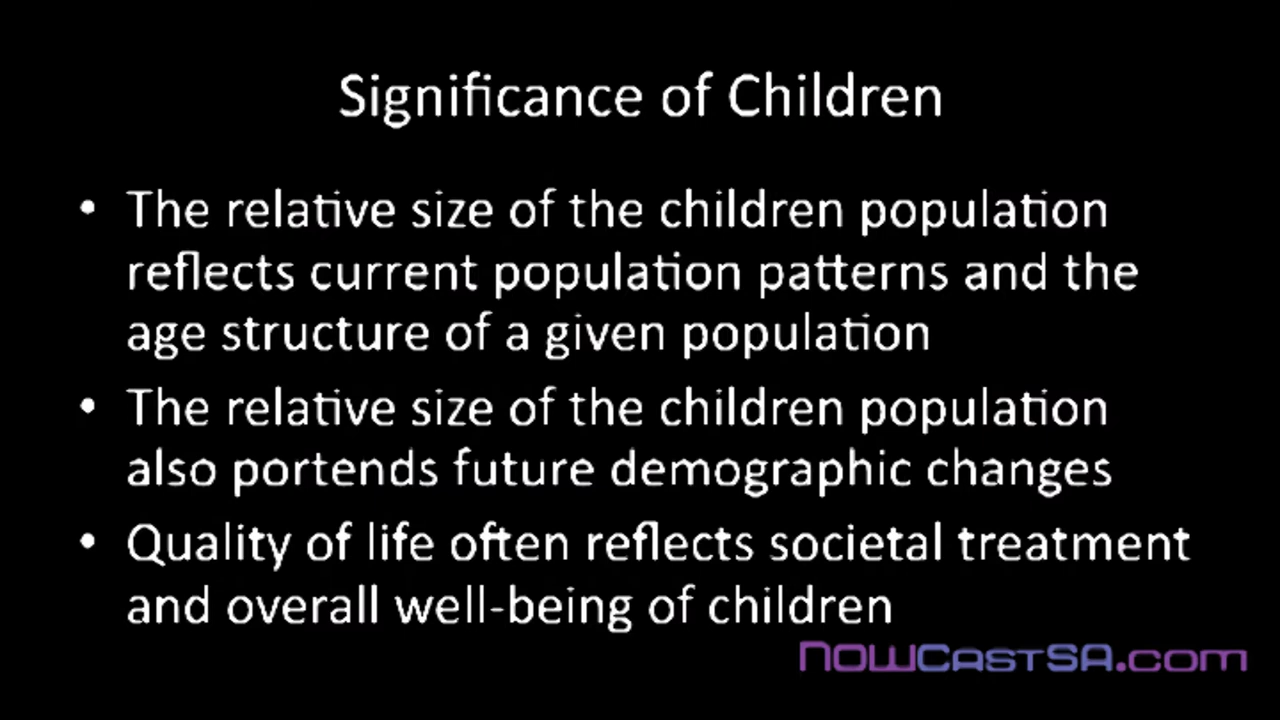 Significance of Children
• The relative size of the children population
reflects current population patterns and the
age structure of a given population
• The relative size of the children population
also portends future demographic changes
• Quality of life often reflects societal treatment
and overall well-being of children
NOWCASTSA.COM